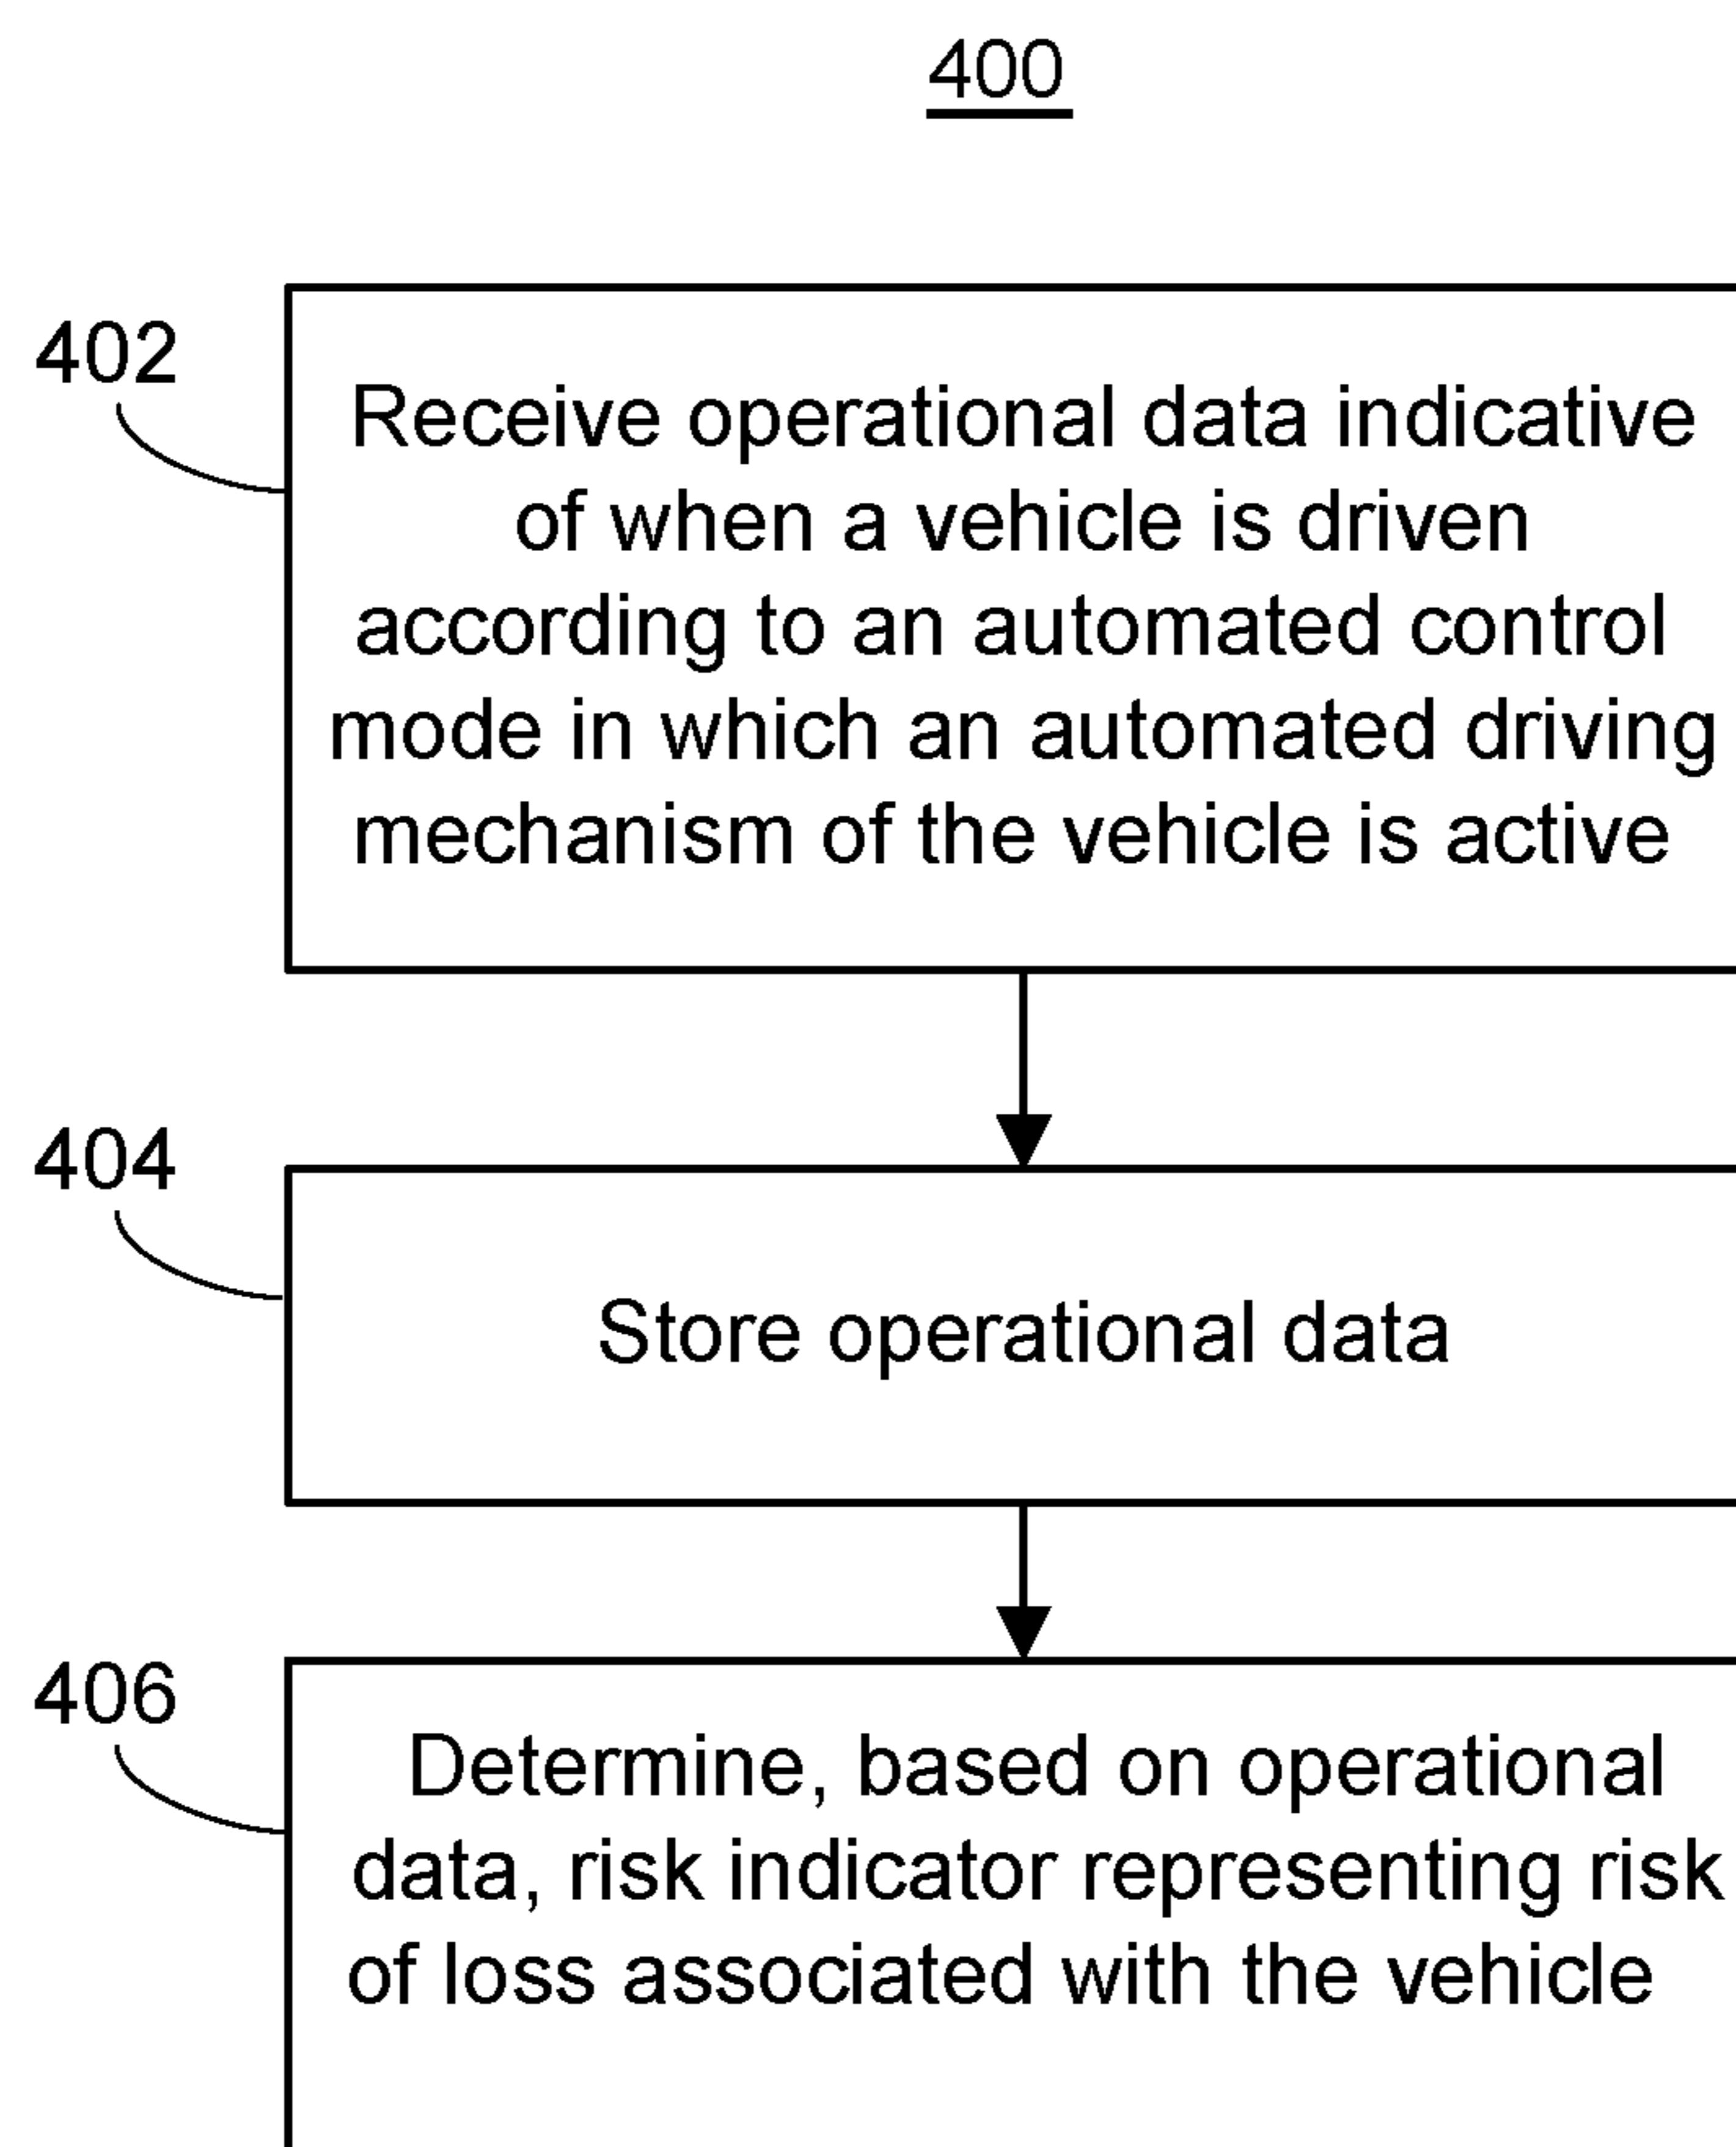 400
402
Receive operational data indicative
of when a vehicle is driven
according to an automated control
mode in which an automated driving
mechanism of the vehicle is active
404
Store operational data
406
Determine, based on operational
data, risk indicator representing risk
of loss associated with the vehicle